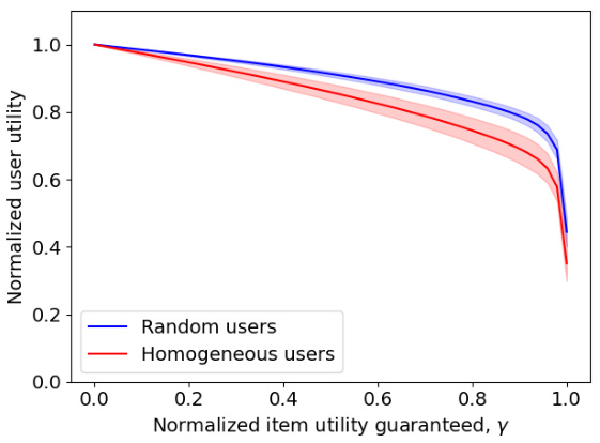 Normalized user utility
1.0
0.8
0.6
0.4
0.2
0.0
Random users
Homogeneous users
0.0 0.2 0.4 0.6 0.8 1.0
Normalized item utility guaranteed, γ